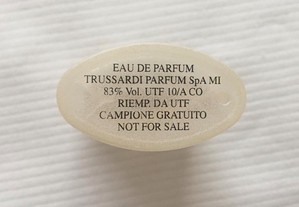 EAU DE PARFUM
TRUSSARDI PARFUM SpA MI
83% Vol. UTF 10/A CO
RIEMP. DA UTF
CAMPIONE GRATUITO
NOT FOR SALE